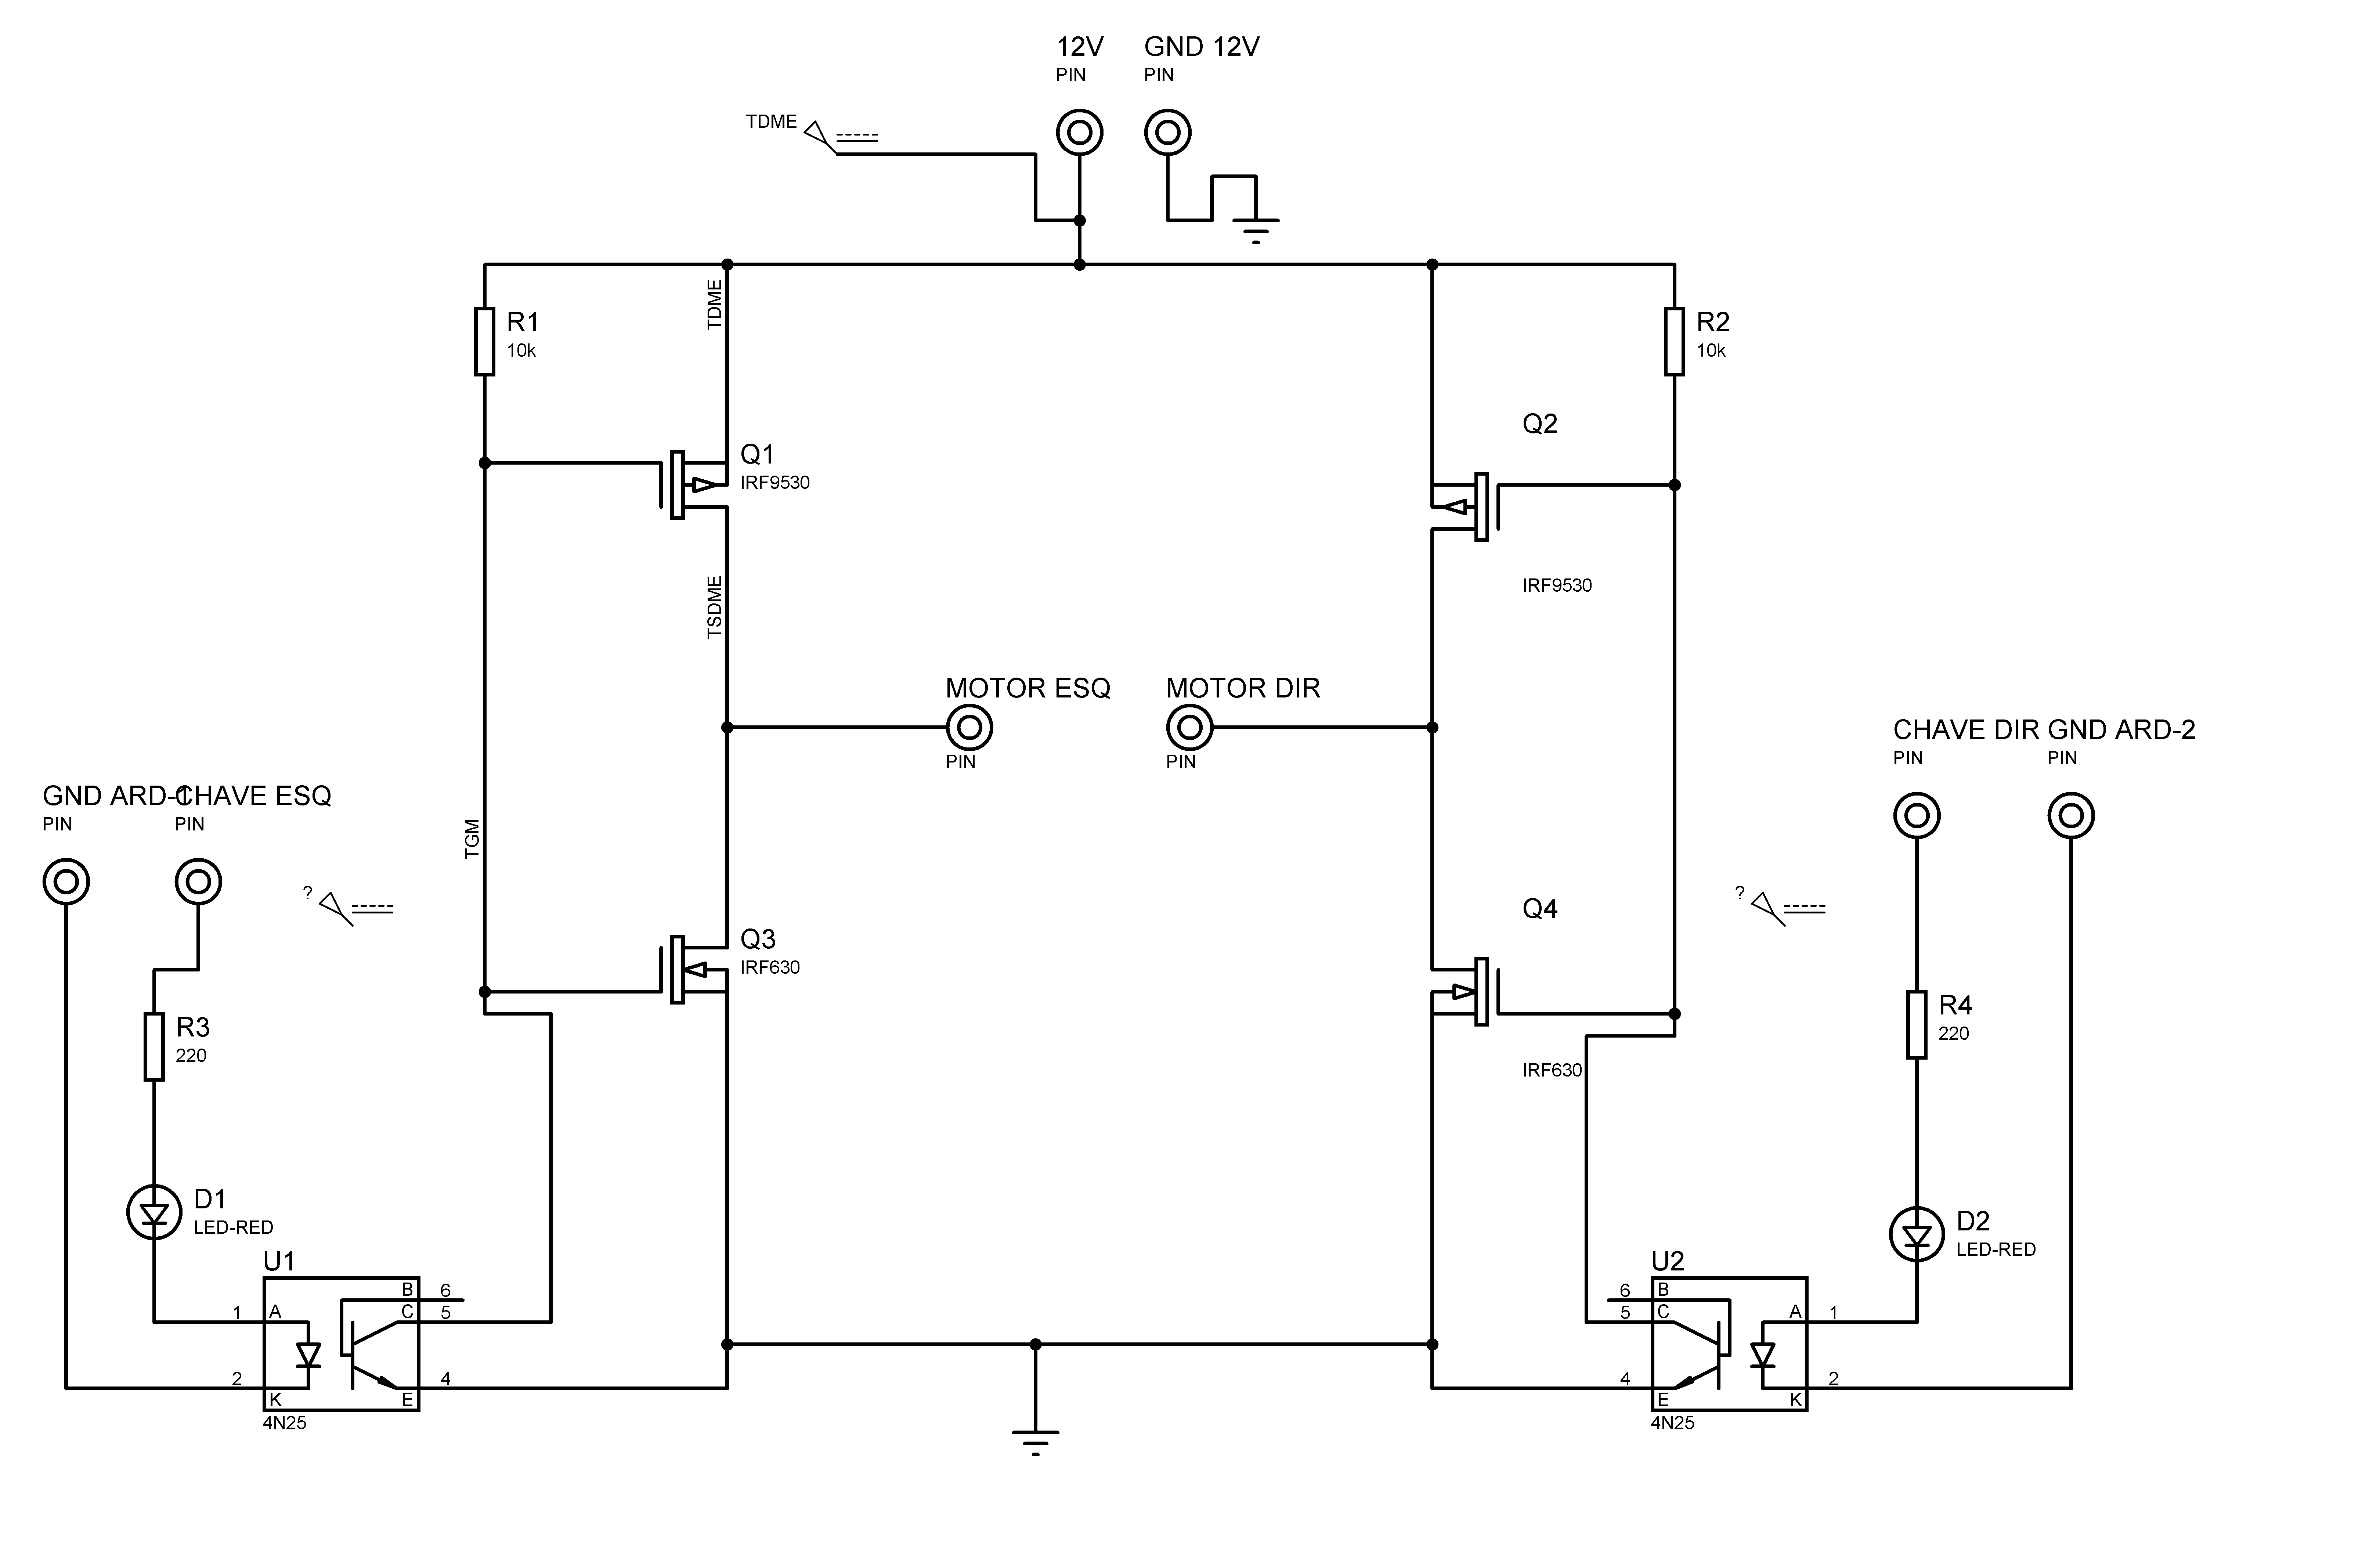 12V
PIN
GND 12V
PIN
TDME
TDME
R1
10k
R2
10k
Q1
IRF9530
Q2
IRF9530
TSDME
MOTOR ESQ
PIN
MOTOR DIR
PIN
CHAVE DIR
PIN
GND ARD-2
PIN
GND ARD-1
PIN
CHAVE ESQ
PIN
TGM
?
?
Q3
IRF630
Q4
IRF630
R3
220
R4
220
D1
LED-RED
D2
LED-RED
U1
1
A
B
6
C
5
2
K
E
4
4N25
U2
6
B
5
C
A
1
4
E
K
2
4N25